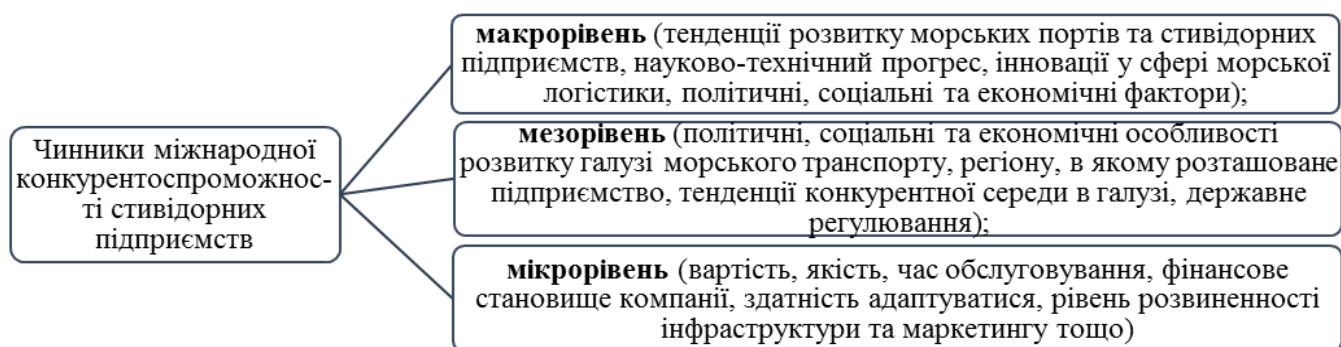 Чинники міжнародної
конкурентоспроможнос-
ті стивідорних
підприємств
макрорівень (тенденції розвитку морських портів та стивідорних
підприємств, науково-технічний прогрес, інновації у сфері морської
логістики, політичні, соціальні та економічні фактори);
мезорівень (політичні, соціальні та економічні особливості
розвитку галузі морського транспорту, регіону, в якому розташоване
підприємство, тенденції конкурентної середи в галузі, державне
регулювання);
мікрорівень (вартість, якість, час обслуговування, фінансове
становище компанії, здатність адаптуватися, рівень розвиненності
інфраструктури та маркетингу тощо)